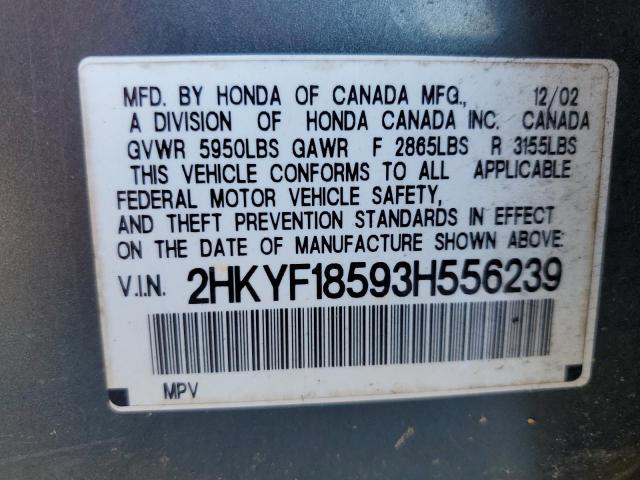 MFD. BY HONDA OF CANADA MFG., 12/02
A DIVISION OF HONDA CANADA INC. CANADA
GVWR 5950LBS GAWR F 2865LBS R 3155LBS
THIS VEHICLE CONFORMS TO ALL APPLICABLE
FEDERAL MOTOR VEHICLE SAFETY,
AND THEFT PREVENTION STANDARDS IN EFFECT
ON THE DATE OF MANUFACTURE SHOWN ABOVE.
V.I.N. 2HKYF18593H556239
MPV